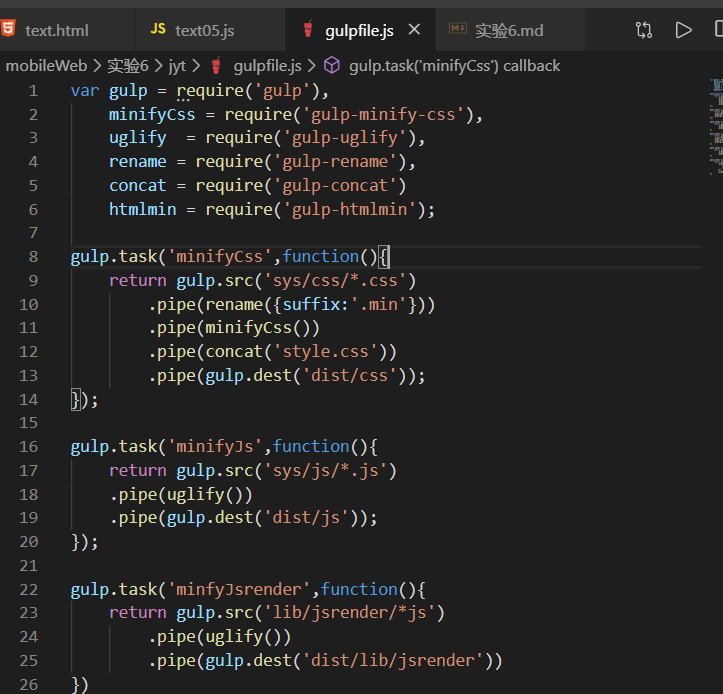 text.html JS text05.js gulpfile.js × M↓ 实验6.md
mobileWeb > 实验6 > jyt > gulpfile.js > gulp.task('minifyCss') callback
1 var gulp = require('gulp'),
2 minifyCss = require('gulp-minify-css'),
3 uglify  = require('gulp-uglify'),
4 rename = require('gulp-rename'),
5 concat = require('gulp-concat')
6 htmlmin = require('gulp-htmlmin');
7
8 gulp.task('minifyCss',function(){
9 return gulp.src('sys/css/*.css')
10 .pipe(rename({suffix:'.min'}))
11 .pipe(minifyCss())
12 .pipe(concat('style.css'))
13 .pipe(gulp.dest('dist/css'));
14 });
15
16 gulp.task('minifyJs',function(){
17 return gulp.src('sys/js/*.js')
18 .pipe(uglify())
19 .pipe(gulp.dest('dist/js'));
20 });
21
22 gulp.task('minfyJsrender',function(){
23 return gulp.src('lib/jsrender/*js')
24 .pipe(uglify())
25 .pipe(gulp.dest('dist/lib/jsrender'))
26 })